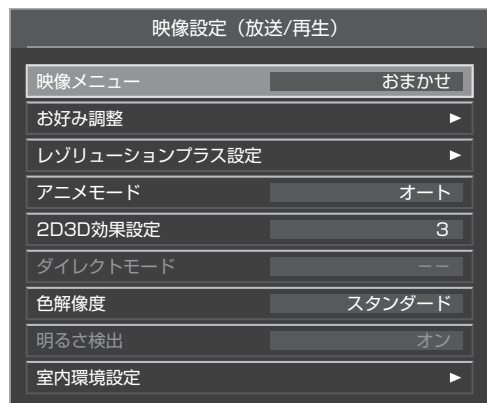 映像設定（放送/再生）
映像メニュー おまかせ
お好み調整 ►
レゾリューションプラス設定 ►
アニメモード オート
2D3D効果設定 3
ダイレクトモード −−
色解像度 スタンダード
明るさ検出 オン
室内環境設定 ►